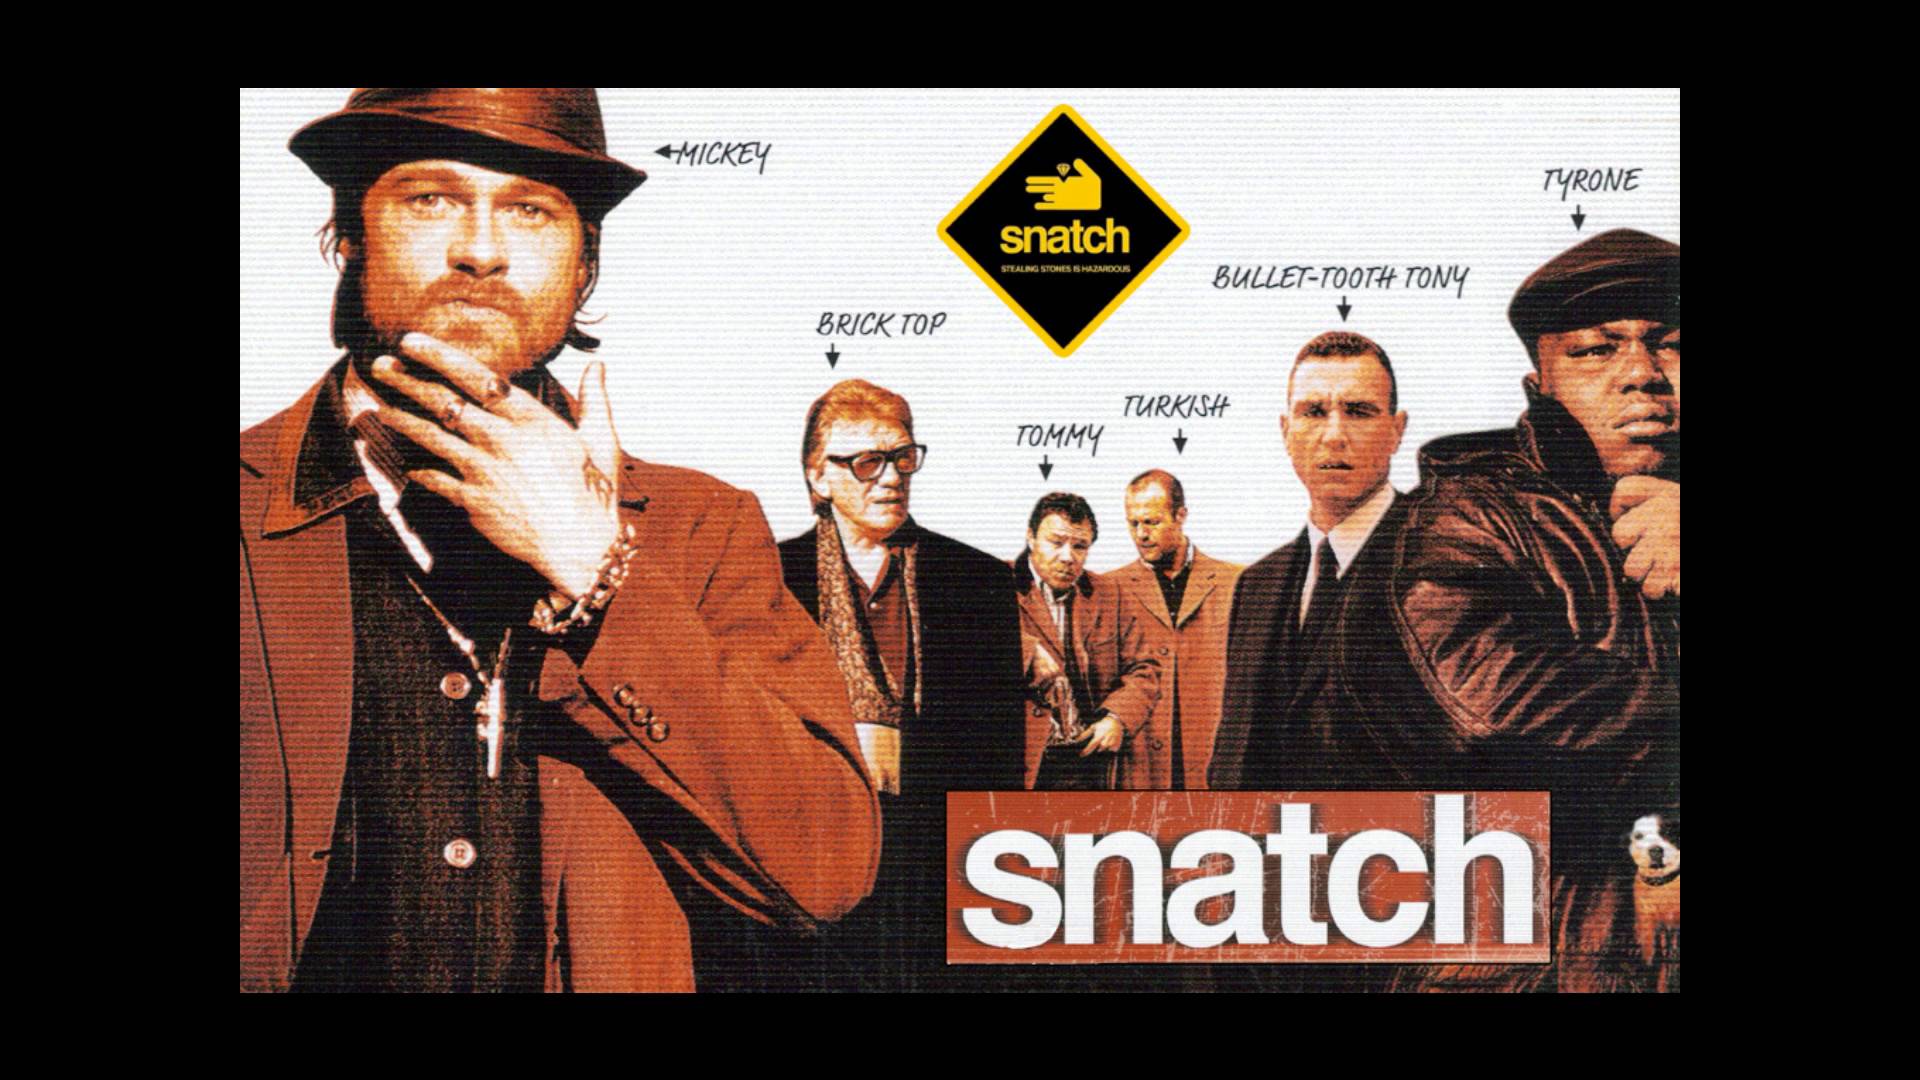 MICKEY
snatch
STEALING STONES IS HAZARDOUS
TYRONE
BULLET-TOOTH TONY
BRICK TOP
TURKISH
TOMMY
snatch